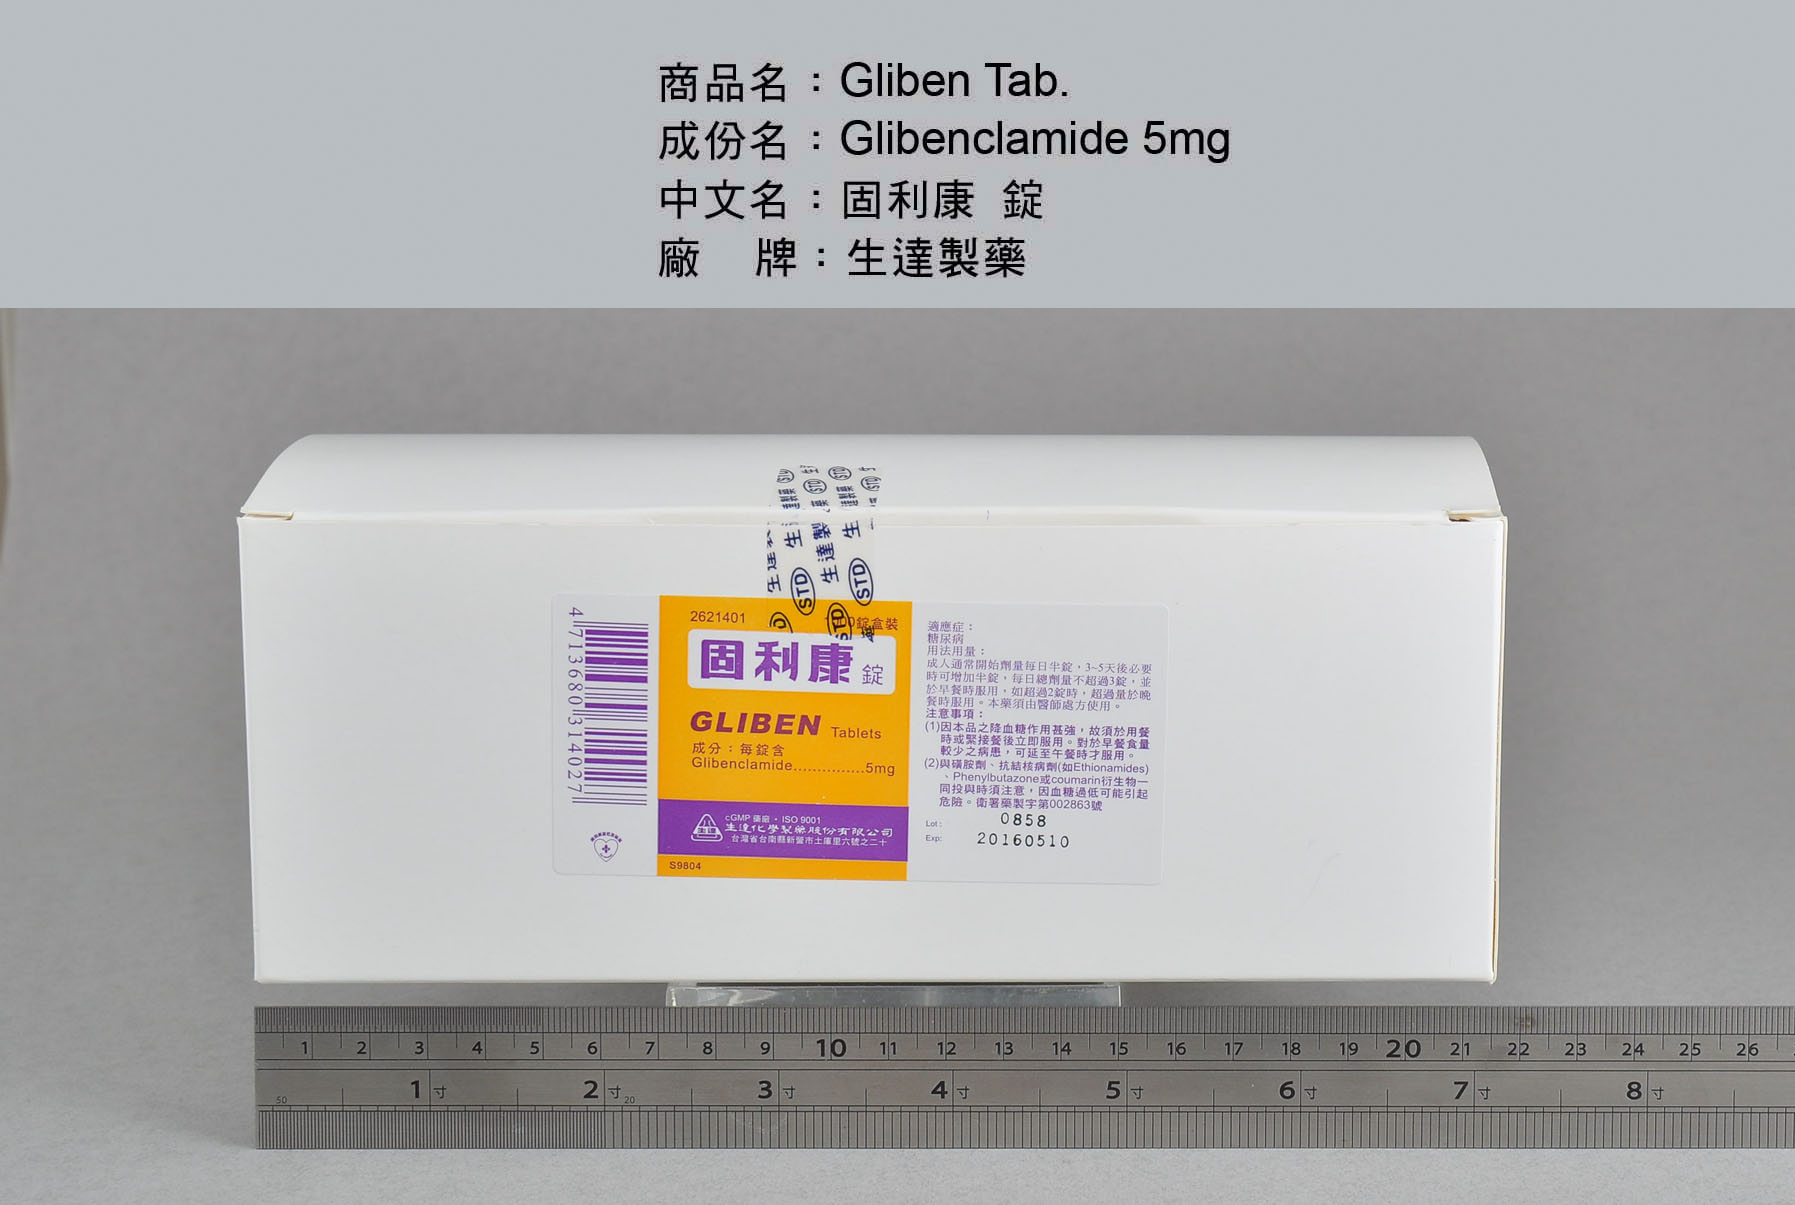 商品名：Gliben Tab.
成份名：Glibenclamide 5mg
中文名：固利康 錠
廠 牌：生達製藥
生達製藥 STD
4 713680 314027
2621401
錠盒裝
固利康 錠
GLIBEN Tablets
成分：每錠含
Glibenclamide...............5mg
cGMP 藥廠・ISO 9001
生達 生達化學製藥股份有限公司
台灣省台南縣新營市土庫里六號之二十
S9804
適應症：
糖尿病
用法用量：
成人通常開始劑量每日半錠，3~5天後必要
時可增加半錠，每日總劑量不超過3錠，並
於早餐時服用，如超過2錠時，超過量於晚
餐時服用。本藥須由醫師處方使用。
注意事項：
(1)因本品之降血糖作用甚強，故須於用餐
時或緊接餐後立即服用。對於早餐食量
較少之病患，可延至午餐時才服用。
(2)與磺胺劑、抗結核病劑(如Ethionamides)
、Phenylbutazone或coumarin衍生物一
同投與時須注意，因血糖過低可能引起
危險。衛署藥製字第002863號
Lot: 0858
Exp: 20160510
1 2 3 4 5 6 7 8 9 10 11 12 13 14 15 16 17 18 19 20 21 22 23 24 25 26
1寸 2寸 3寸 4寸 5寸 6寸 7寸 8寸
50 20